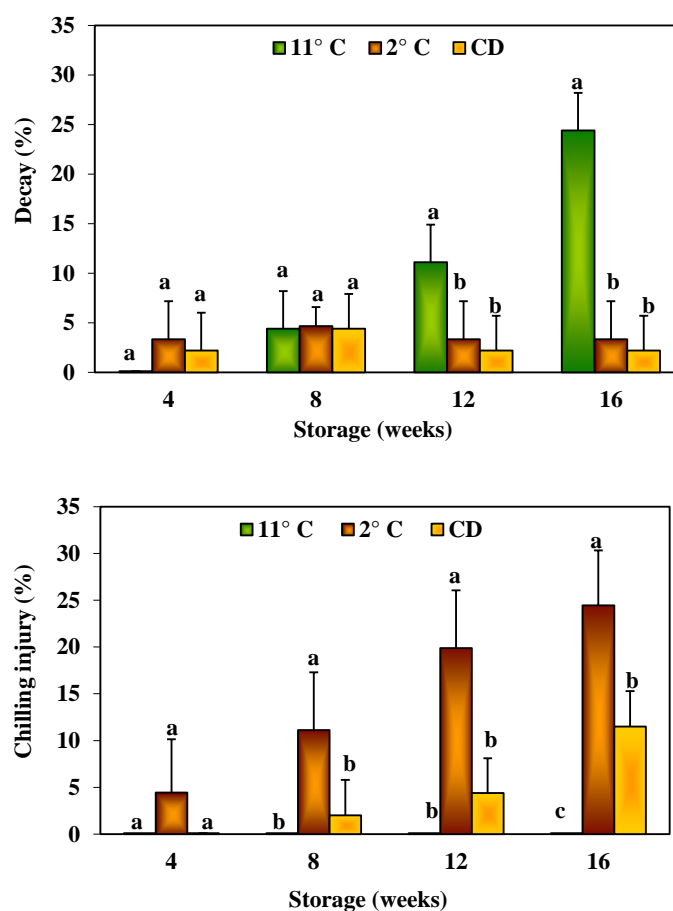 35
30
25
20
15
10
5
0
Decay (%)
11° C 2° C CD
a a a
a a a
a b b
a b b
4 8 12 16
Storage (weeks)
35
30
25
20
15
10
5
0
Chilling injury (%)
11° C 2° C CD
a a a
b a b
b a b
c a b
4 8 12 16
Storage (weeks)